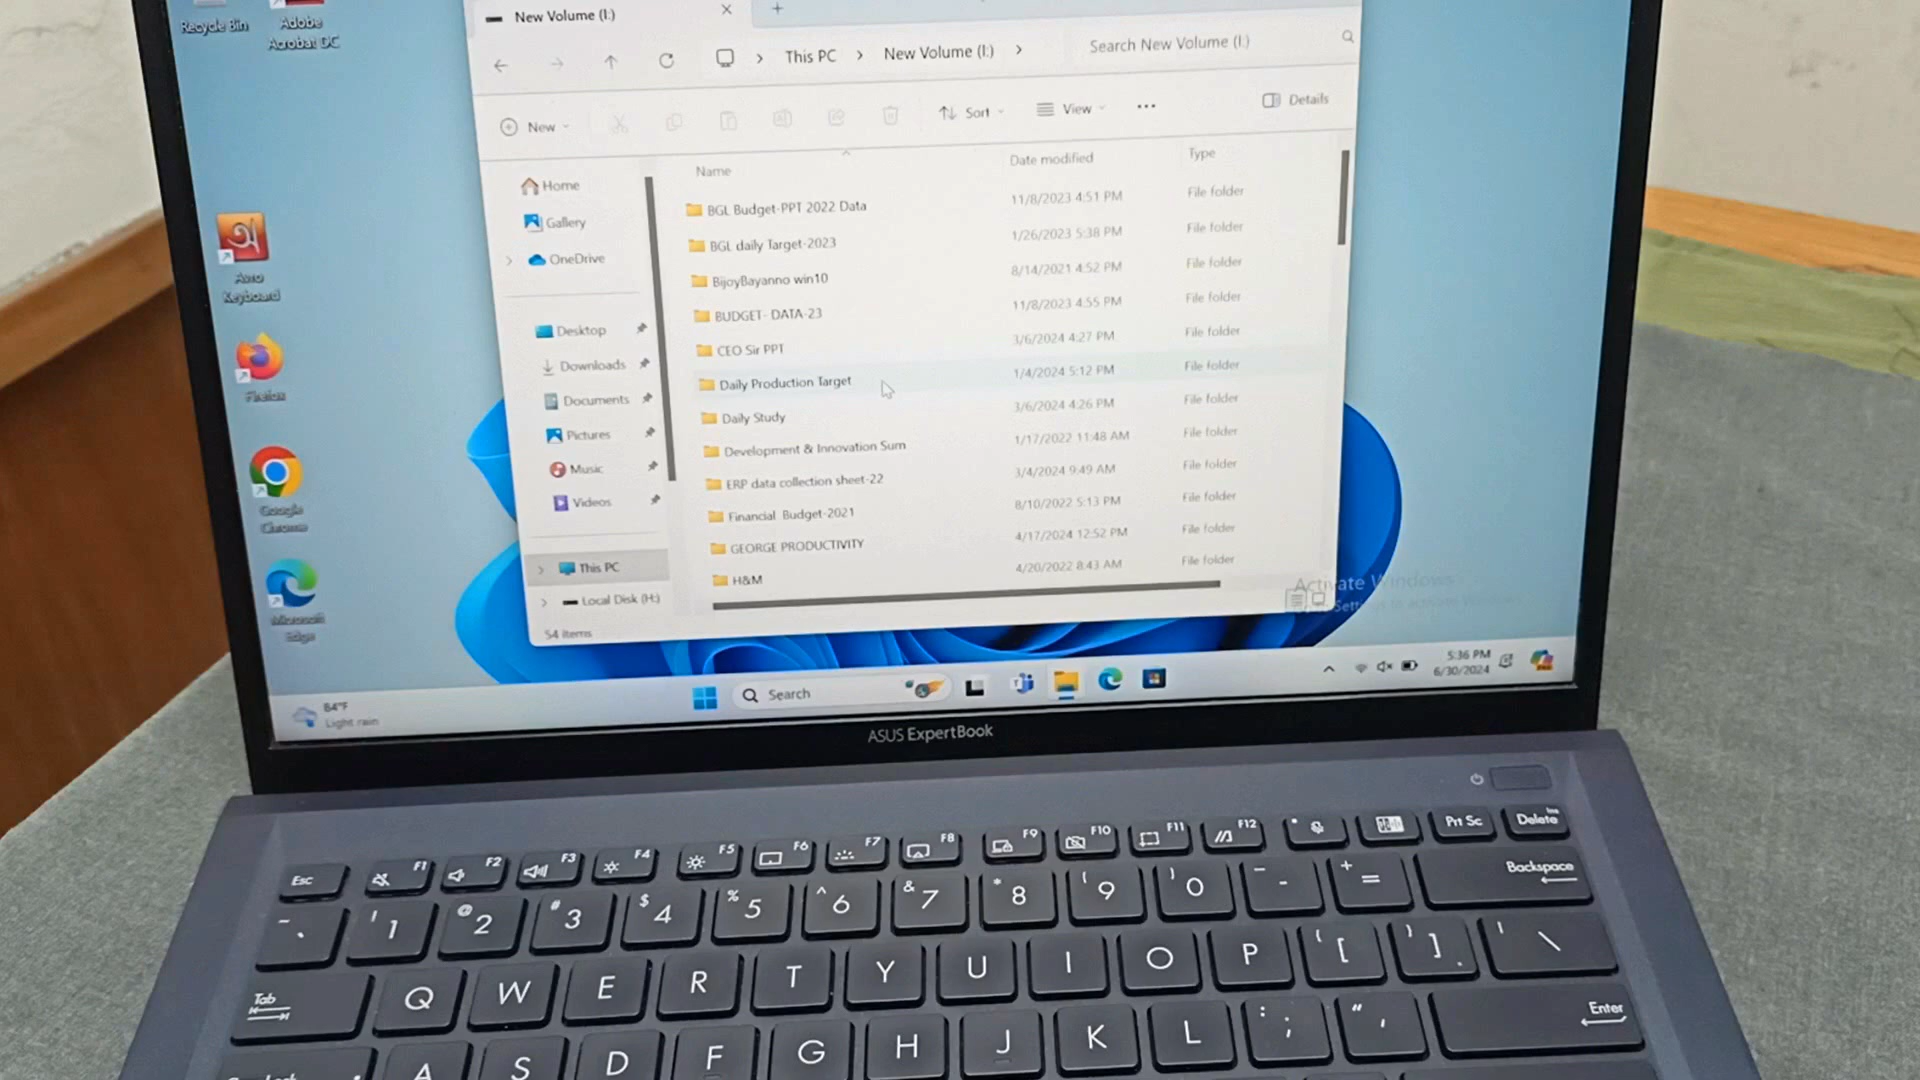 Recycle Bin
Adobe
Acrobat DC
New Volume (I:)
This PC > New Volume (I:) >
Search New Volume (I:)
New
Sort
View
Details
Name
Date modified
Type
Home
Gallery
OneDrive
Desktop
Downloads
Documents
Pictures
Music
Videos
This PC
Local Disk (H:)
54 items
BGL Budget-PPT 2022 Data 11/8/2023 4:51 PM File folder
BGL daily Target-2023 1/26/2023 5:38 PM File folder
BijoyBayanno win10 8/14/2021 4:52 PM File folder
BUDGET- DATA-23 11/8/2023 4:55 PM File folder
CEO Sir PPT 3/6/2024 4:27 PM File folder
Daily Production Target 1/4/2024 5:12 PM File folder
Daily Study 3/6/2024 4:26 PM File folder
Development & Innovation Sum 1/17/2022 11:48 AM File folder
ERP data collection sheet-22 3/4/2024 9:49 AM File folder
Financial Budget-2021 8/10/2022 5:13 PM File folder
GEORGE PRODUCTIVITY 4/17/2024 12:52 PM File folder
H&M 4/20/2022 8:43 AM File folder
Avro
Keyboard
Firefox
Google
Chrome
Microsoft
Edge
Activate Windows
84°F
Light rain
Search
5:36 PM
6/30/2024
ASUS ExpertBook
Esc F1 F2 F3 F4 F5 F6 F7 F8 F9 F10 F11 F12 Prt Sc Ins Delete
~ ` ! 1 @ 2 # 3 $ 4 % 5 ^ 6 & 7 * 8 ( 9 ) 0 _ - + = Backspace
Tab Q W E R T Y U I O P { [ } ] | \
A S D F G H J K L : ; " ' Enter